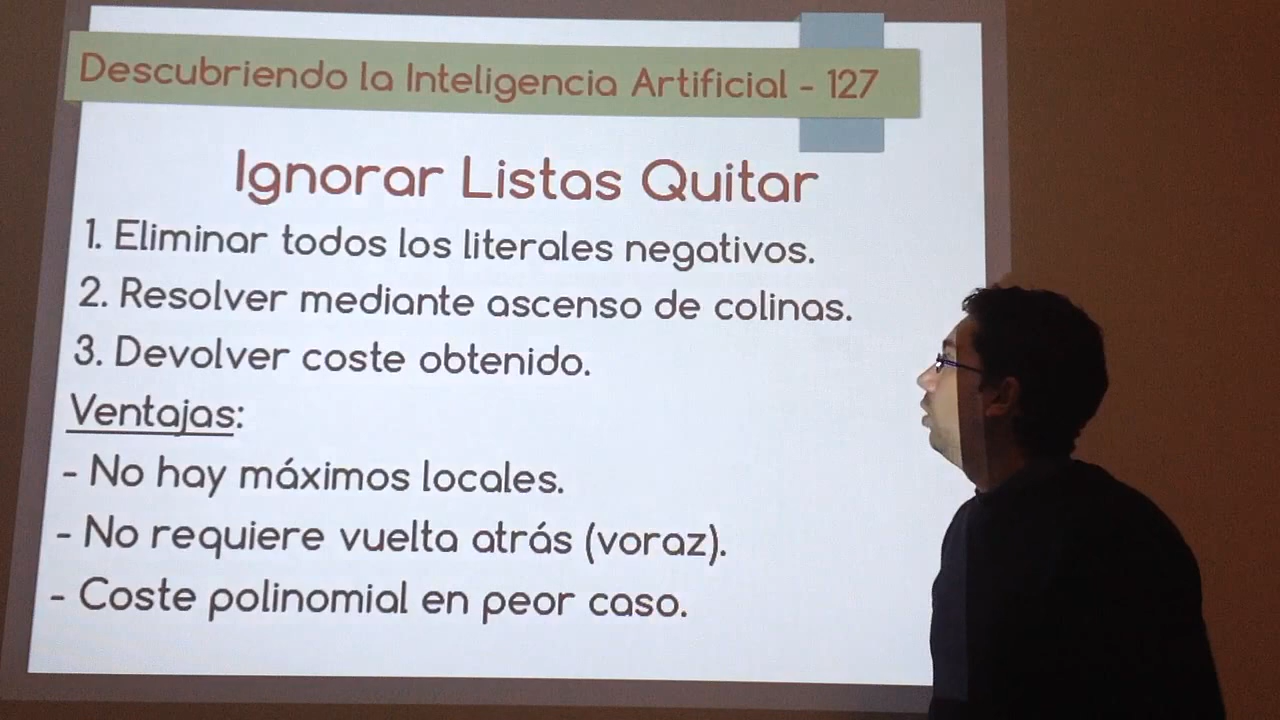 Descubriendo la Inteligencia Artificial - 127
Ignorar Listas Quitar
1. Eliminar todos los literales negativos.
2. Resolver mediante ascenso de colinas.
3. Devolver coste obtenido.
Ventajas:
- No hay máximos locales.
- No requiere vuelta atrás (voraz).
- Coste polinomial en peor caso.